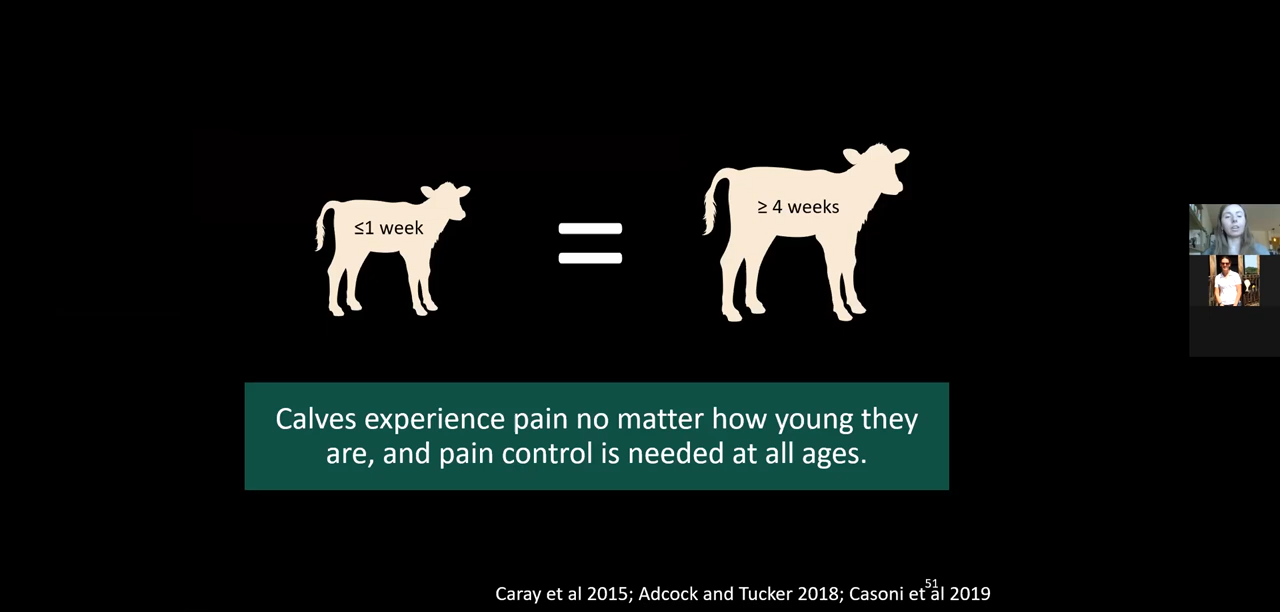 ≤1 week
≥ 4 weeks
Calves experience pain no matter how young they
are, and pain control is needed at all ages.
51
Caray et al 2015; Adcock and Tucker 2018; Casoni et al 2019